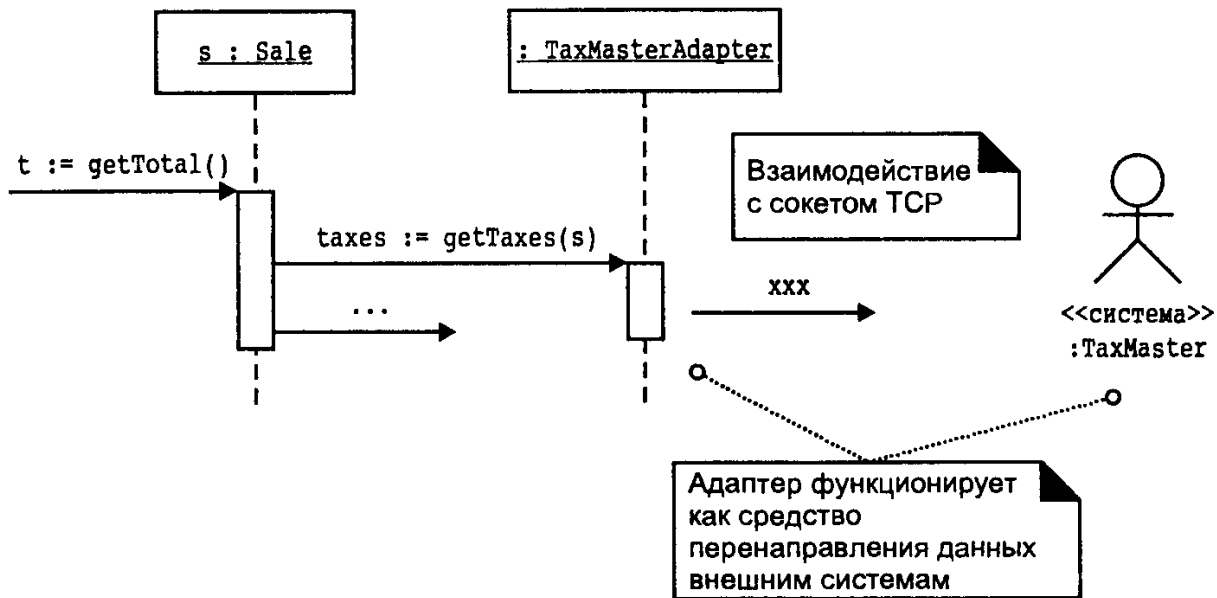 s : Sale
: TaxMasterAdapter
t := getTotal()
Взаимодействие
с сокетом TCP
taxes := getTaxes(s)
xxx
...
<<система>>
:TaxMaster
Адаптер функционирует
как средство
перенаправления данных
внешним системам